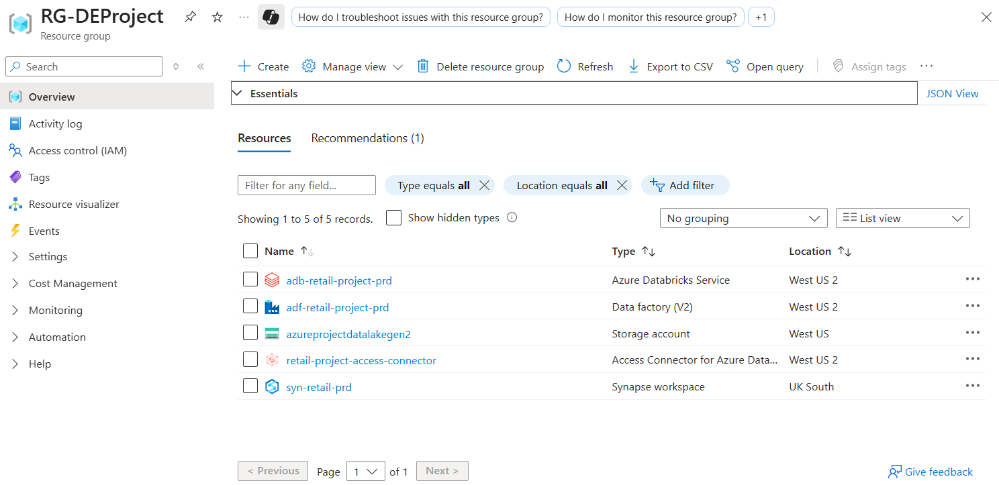 RG-DEProject
Resource group
How do I troubleshoot issues with this resource group?
How do I monitor this resource group?
+1
Search
Overview
Activity log
Access control (IAM)
Tags
Resource visualizer
Events
Settings
Cost Management
Monitoring
Automation
Help
Create
Manage view
Delete resource group
Refresh
Export to CSV
Open query
Assign tags
Essentials
JSON View
Resources
Recommendations (1)
Filter for any field...
Type equals all
Location equals all
Add filter
Showing 1 to 5 of 5 records.
Show hidden types
No grouping
List view
Name Type Location
adb-retail-project-prd Azure Databricks Service West US 2
adf-retail-project-prd Data factory (V2) West US 2
azureprojectdatalakegen2 Storage account West US
retail-project-access-connector Access Connector for Azure Data... West US 2
syn-retail-prd Synapse workspace UK South
< Previous Page 1 of 1 Next >
Give feedback